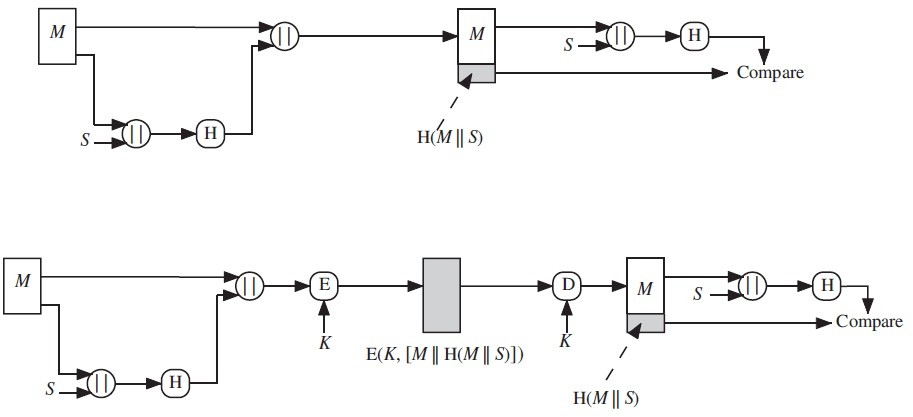 M || M || H
S Compare
S || H H(M || S)
M || E D M || H
S Compare
K E(K, [M || H(M || S)]) K
S || H H(M || S)